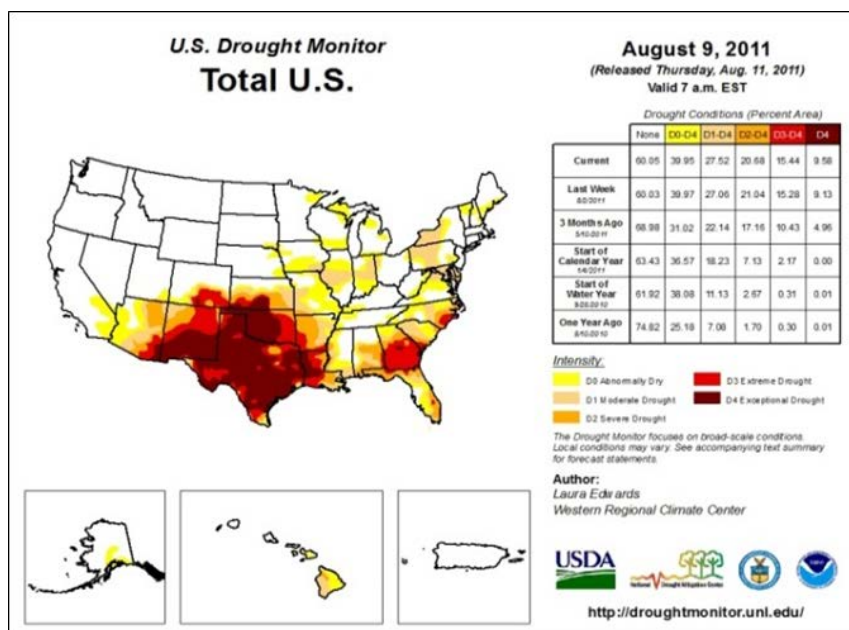 U.S. Drought Monitor
Total U.S.
August 9, 2011
(Released Thursday, Aug. 11, 2011)
Valid 7 a.m. EST
Drought Conditions (Percent Area)
None D0-D4 D1-D4 D2-D4 D3-D4 D4
Current 60.05 39.95 27.52 20.68 15.44 9.58
Last Week 60.03 39.97 27.06 21.04 15.28 9.13
3 Months Ago 68.98 31.02 22.14 17.16 10.43 4.96
Start of
Calendar Year 63.43 36.57 18.23 7.13 2.17 0.00
Start of
Water Year 61.92 38.08 11.13 2.67 0.31 0.01
One Year Ago 74.82 25.18 7.08 1.70 0.30 0.01
Intensity:
D0 Abnormally Dry
D1 Moderate Drought
D2 Severe Drought
D3 Extreme Drought
D4 Exceptional Drought
The Drought Monitor focuses on broad-scale conditions.
Local conditions may vary. See accompanying text summary
for forecast statements.
Author:
Laura Edwards
Western Regional Climate Center
USDA
National Drought Mitigation Center
http://droughtmonitor.unl.edu/